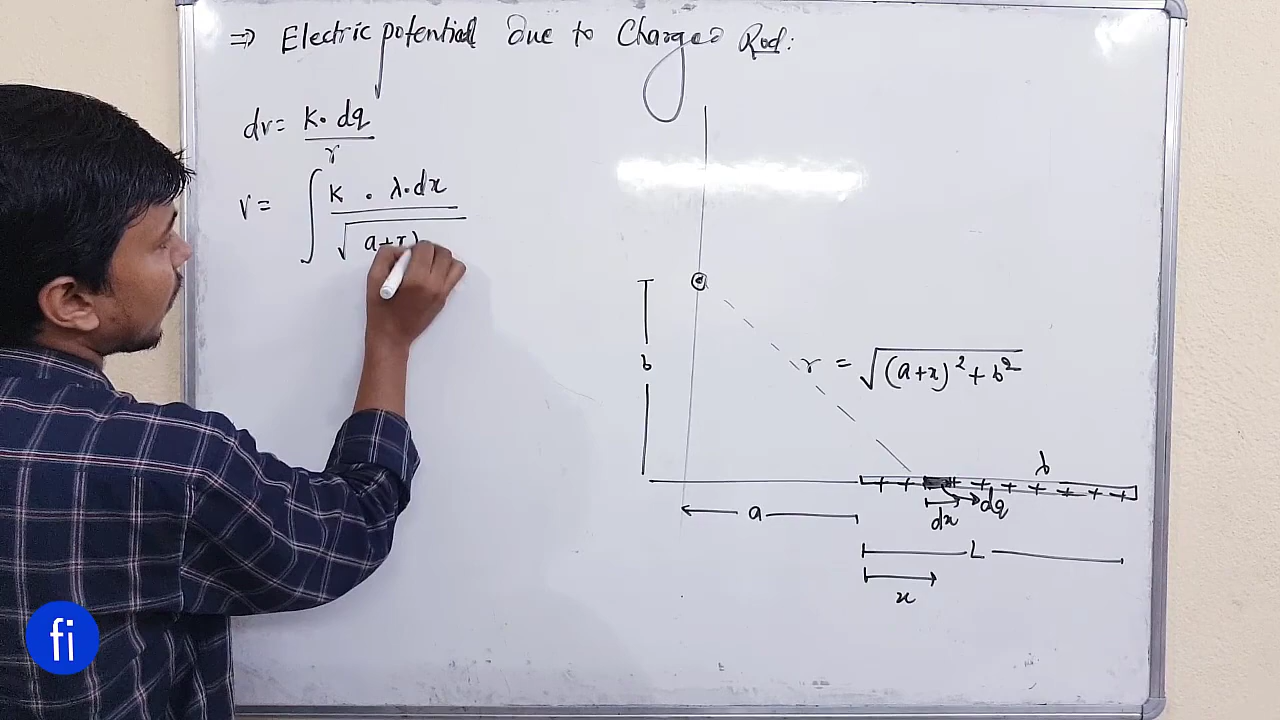 ⇒ Electric potential Due to Charged Rod:
dv = K. dq / r
V = ∫ K . λ.dx / √ a+x)
b
r = √(a+x)² + b²
λ
+ + + + + + + + +
a
dx
dq
L
x
fi